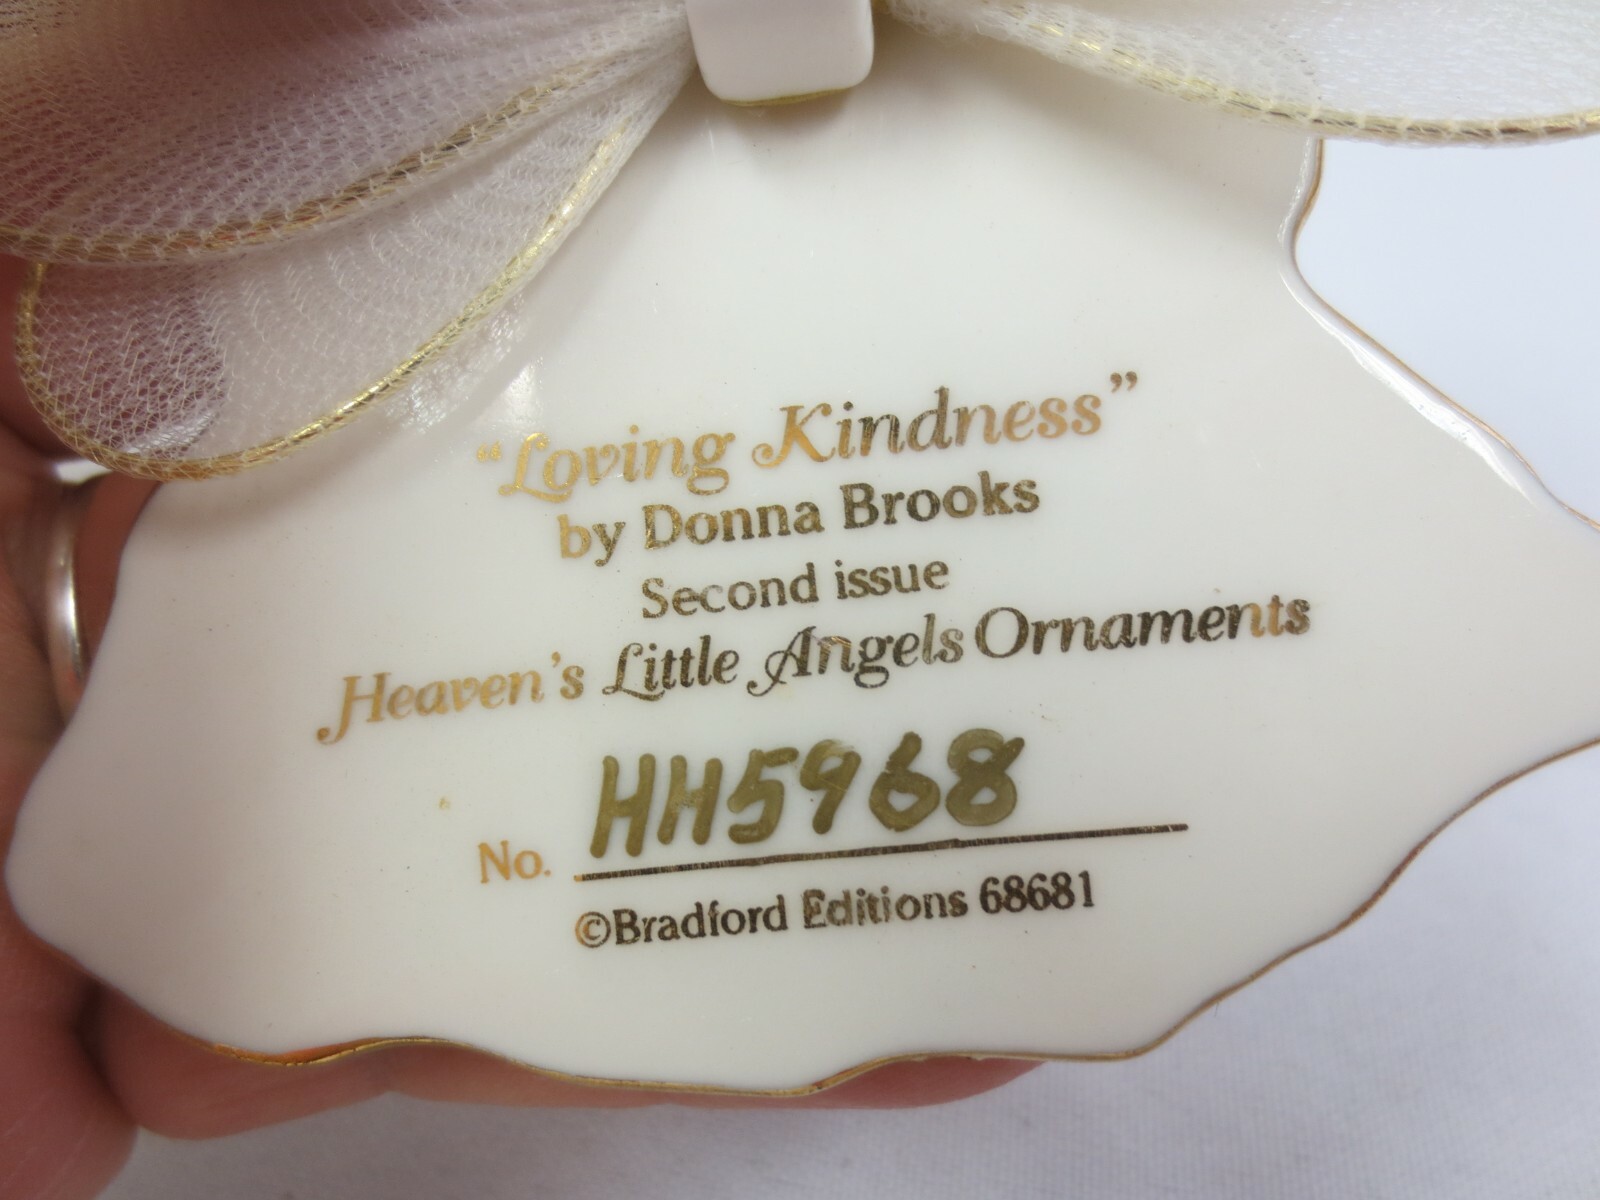 “Loving Kindness”
by Donna Brooks
Second issue
Heaven's Little Angels Ornaments
No. HH5968
©Bradford Editions 68681